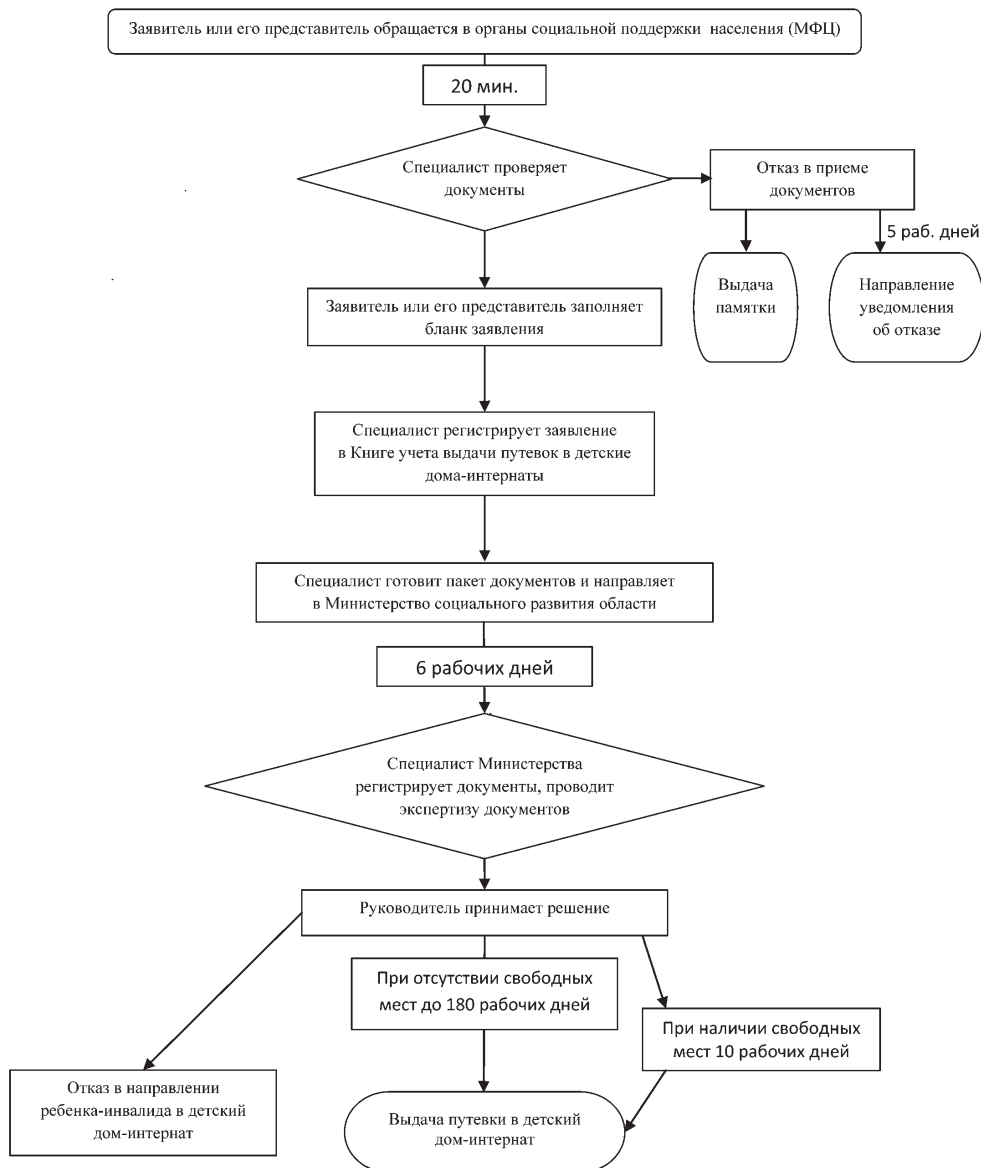 Заявитель или его представитель обращается в органы социальной поддержки населения (МФЦ)
20 мин.
Специалист проверяет
документы
Отказ в приеме
документов
5 раб. дней
Выдача
памятки
Направление
уведомления
об отказе
Заявитель или его представитель заполняет
бланк заявления
Специалист регистрирует заявление
в Книге учета выдачи путевок в детские
дома-интернаты
Специалист готовит пакет документов и направляет
в Министерство социального развития области
6 рабочих дней
Специалист Министерства
регистрирует документы, проводит
экспертизу документов
Руководитель принимает решение
При отсутствии свободных
мест до 180 рабочих дней
При наличии свободных
мест 10 рабочих дней
Отказ в направлении
ребенка-инвалида в детский
дом-интернат
Выдача путевки в детский
дом-интернат